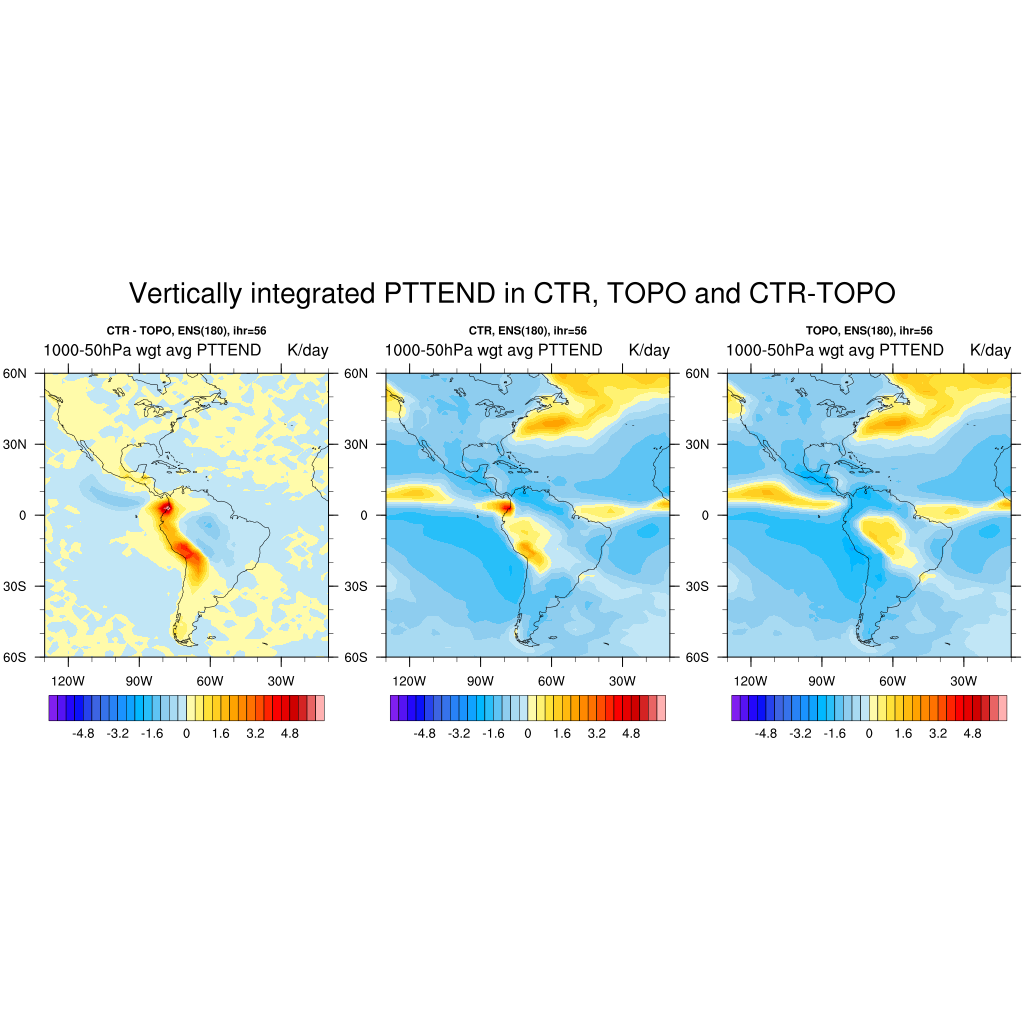 Vertically integrated PTTEND in CTR, TOPO and CTR-TOPO
CTR - TOPO, ENS(180), ihr=56
1000-50hPa wgt avg PTTEND K/day
60N
30N
0
30S
60S
120W 90W 60W 30W
-4.8 -3.2 -1.6 0 1.6 3.2 4.8
CTR, ENS(180), ihr=56
1000-50hPa wgt avg PTTEND K/day
60N
30N
0
30S
60S
120W 90W 60W 30W
-4.8 -3.2 -1.6 0 1.6 3.2 4.8
TOPO, ENS(180), ihr=56
1000-50hPa wgt avg PTTEND K/day
60N
30N
0
30S
60S
120W 90W 60W 30W
-4.8 -3.2 -1.6 0 1.6 3.2 4.8